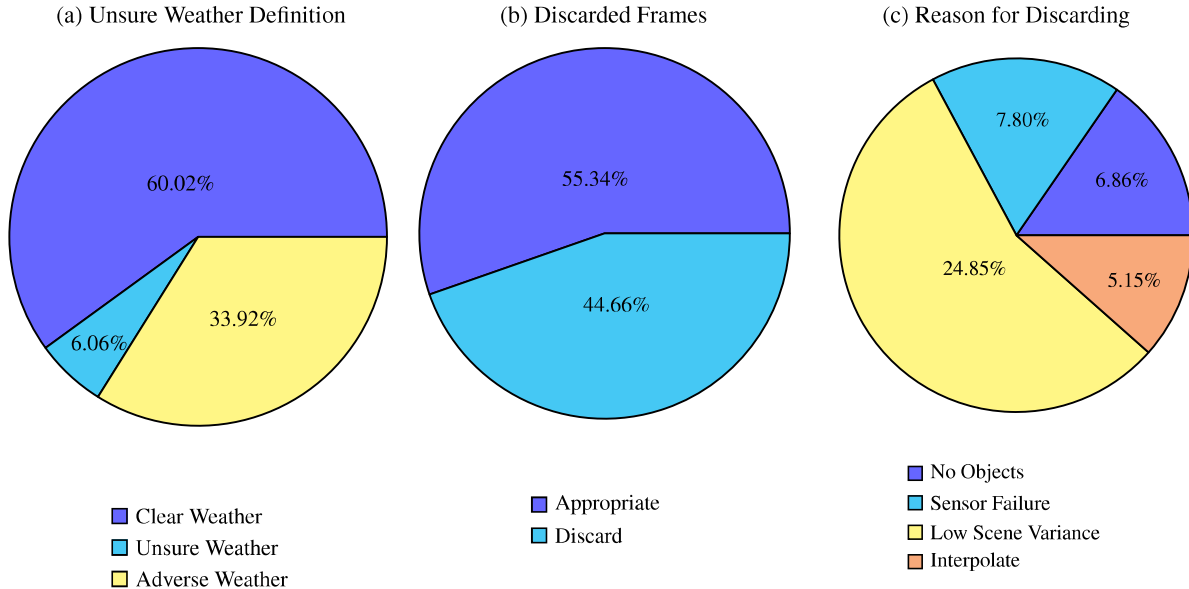 (a) Unsure Weather Definition
60.02%
6.06%
33.92%
Clear Weather
Unsure Weather
Adverse Weather
(b) Discarded Frames
55.34%
44.66%
Appropriate
Discard
(c) Reason for Discarding
7.80%
6.86%
24.85%
5.15%
No Objects
Sensor Failure
Low Scene Variance
Interpolate